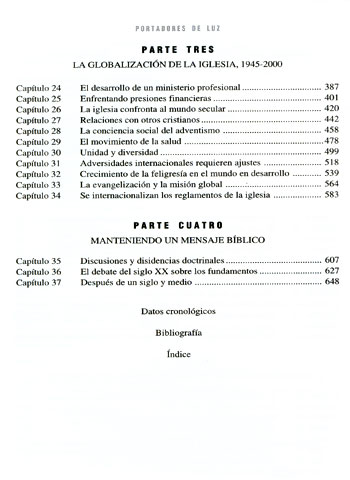 PORTADORES DE LUZ
PARTE TRES
LA GLOBALIZACIÓN DE LA IGLESIA, 1945-2000
Capítulo 24 El desarrollo de un ministerio profesional 387
Capítulo 25 Enfrentando presiones financieras 401
Capítulo 26 La iglesia confronta al mundo secular 420
Capítulo 27 Relaciones con otros cristianos 442
Capítulo 28 La conciencia social del adventismo 458
Capítulo 29 El movimiento de la salud 478
Capítulo 30 Unidad y diversidad 499
Capítulo 31 Adversidades internacionales requieren ajustes 518
Capítulo 32 Crecimiento de la feligresía en el mundo en desarrollo 539
Capítulo 33 La evangelización y la misión global 564
Capítulo 34 Se internacionalizan los reglamentos de la iglesia 583
PARTE CUATRO
MANTENIENDO UN MENSAJE BÍBLICO
Capítulo 35 Discusiones y disidencias doctrinales 607
Capítulo 36 El debate del siglo XX sobre los fundamentos 627
Capítulo 37 Después de un siglo y medio 648
Datos cronológicos
Bibliografía
Índice